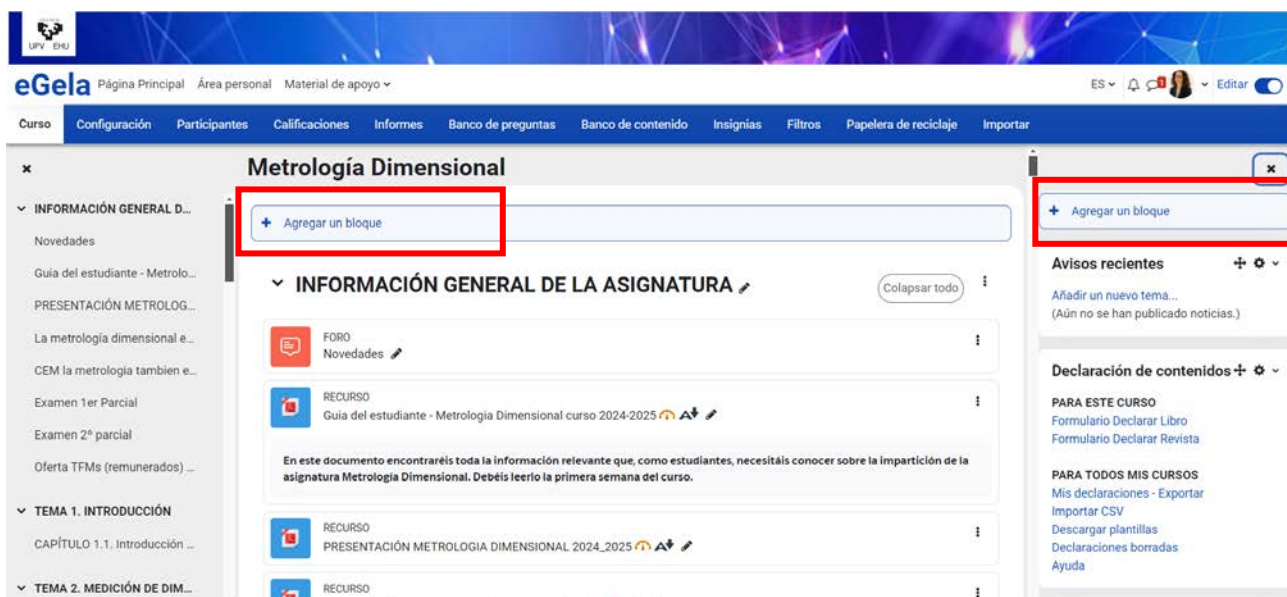 UPV EHU
eGela Página Principal Área personal Material de apoyo
ES 1 Editar
Curso Configuración Participantes Calificaciones Informes Banco de preguntas Banco de contenido Insignias Filtros Papelera de reciclaje Importar
INFORMACIÓN GENERAL D...
Novedades
Guia del estudiante - Metrolo...
PRESENTACIÓN METROLOG...
La metrología dimensional e...
CEM la metrologia tambien e...
Examen 1er Parcial
Examen 2º parcial
Oferta TFMs (remunerados) ...
TEMA 1. INTRODUCCIÓN
CAPÍTULO 1.1. Introducción ...
TEMA 2. MEDICIÓN DE DIM...
Metrología Dimensional
+ Agregar un bloque
INFORMACIÓN GENERAL DE LA ASIGNATURA
Colapsar todo
FORO
Novedades
RECURSO
Guia del estudiante - Metrologia Dimensional curso 2024-2025
En este documento encontraréis toda la información relevante que, como estudiantes, necesitáis conocer sobre la impartición de la
asignatura Metrología Dimensional. Debéis leerlo la primera semana del curso.
RECURSO
PRESENTACIÓN METROLOGIA DIMENSIONAL 2024_2025
RECURSO
+ Agregar un bloque
Avisos recientes
Añadir un nuevo tema...
(Aún no se han publicado noticias.)
Declaración de contenidos
PARA ESTE CURSO
Formulario Declarar Libro
Formulario Declarar Revista
PARA TODOS MIS CURSOS
Mis declaraciones - Exportar
Importar CSV
Descargar plantillas
Declaraciones borradas
Ayuda